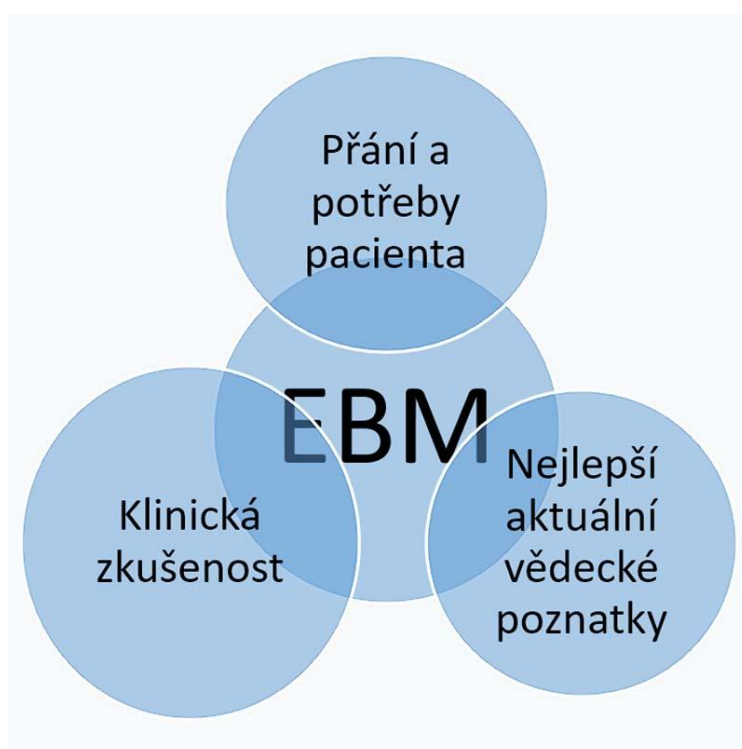 Přání a
potřeby
pacienta
EBM
Klinická
zkušenost
Nejlepší
aktuální
vědecké
poznatky